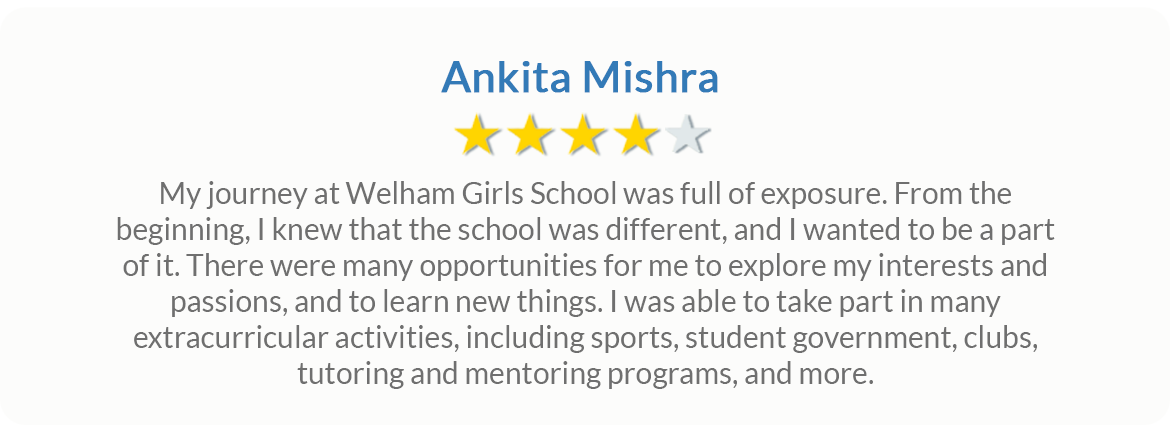 Ankita Mishra
My journey at Welham Girls School was full of exposure. From the
beginning, I knew that the school was different, and I wanted to be a part
of it. There were many opportunities for me to explore my interests and
passions, and to learn new things. I was able to take part in many
extracurricular activities, including sports, student government, clubs,
tutoring and mentoring programs, and more.